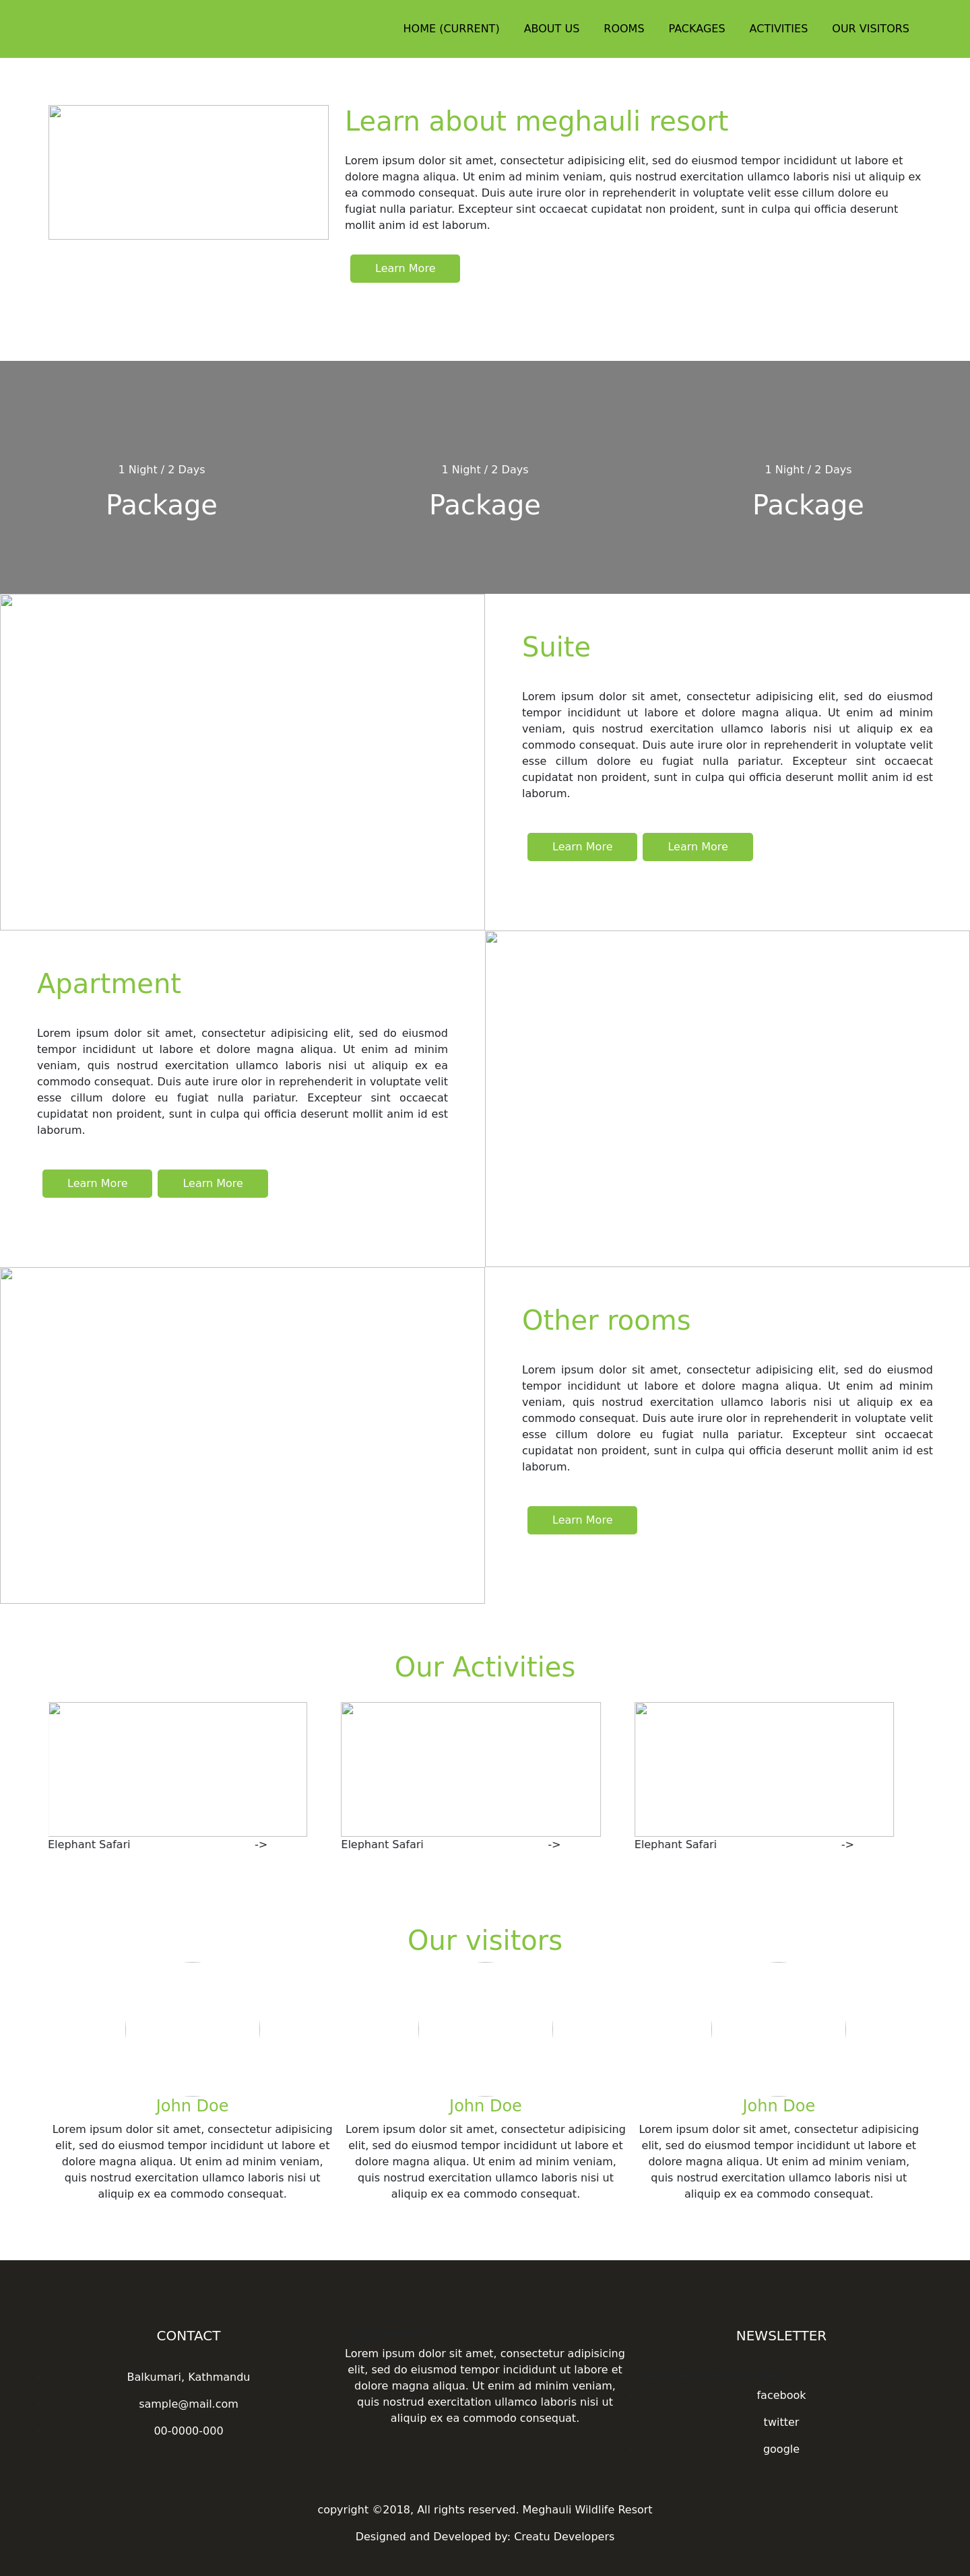 HOME (CURRENT) ABOUT US ROOMS PACKAGES ACTIVITIES OUR VISITORS
Learn about meghauli resort
Lorem ipsum dolor sit amet, consectetur adipisicing elit, sed do eiusmod tempor incididunt ut labore et
dolore magna aliqua. Ut enim ad minim veniam, quis nostrud exercitation ullamco laboris nisi ut aliquip ex
ea commodo consequat. Duis aute irure dolor in reprehenderit in voluptate velit esse cillum dolore eu
fugiat nulla pariatur. Excepteur sint occaecat cupidatat non proident, sunt in culpa qui officia deserunt
mollit anim id est laborum.
Learn More
1 Night / 2 Days
Package
1 Night / 2 Days
Package
1 Night / 2 Days
Package
Suite
Lorem ipsum dolor sit amet, consectetur adipisicing elit, sed do eiusmod
tempor incididunt ut labore et dolore magna aliqua. Ut enim ad minim
veniam, quis nostrud exercitation ullamco laboris nisi ut aliquip ex ea
commodo consequat. Duis aute irure olor in reprehenderit in voluptate velit
esse cillum dolore eu fugiat nulla pariatur. Excepteur sint occaecat
cupidatat non proident, sunt in culpa qui officia deserunt mollit anim id est
laborum.
Learn More Learn More
Apartment
Lorem ipsum dolor sit amet, consectetur adipisicing elit, sed do eiusmod
tempor incididunt ut labore et dolore magna aliqua. Ut enim ad minim
veniam, quis nostrud exercitation ullamco laboris nisi ut aliquip ex ea
commodo consequat. Duis aute irure olor in reprehenderit in voluptate velit
esse cillum dolore eu fugiat nulla pariatur. Excepteur sint occaecat
cupidatat non proident, sunt in culpa qui officia deserunt mollit anim id est
laborum.
Learn More Learn More
Other rooms
Lorem ipsum dolor sit amet, consectetur adipisicing elit, sed do eiusmod
tempor incididunt ut labore et dolore magna aliqua. Ut enim ad minim
veniam, quis nostrud exercitation ullamco laboris nisi ut aliquip ex ea
commodo consequat. Duis aute irure olor in reprehenderit in voluptate velit
esse cillum dolore eu fugiat nulla pariatur. Excepteur sint occaecat
cupidatat non proident, sunt in culpa qui officia deserunt mollit anim id est
laborum.
Learn More
Our Activities
Elephant Safari ->
Elephant Safari ->
Elephant Safari ->
Our visitors
John Doe
Lorem ipsum dolor sit amet, consectetur adipisicing
elit, sed do eiusmod tempor incididunt ut labore et
dolore magna aliqua. Ut enim ad minim veniam,
quis nostrud exercitation ullamco laboris nisi ut
aliquip ex ea commodo consequat.
John Doe
Lorem ipsum dolor sit amet, consectetur adipisicing
elit, sed do eiusmod tempor incididunt ut labore et
dolore magna aliqua. Ut enim ad minim veniam,
quis nostrud exercitation ullamco laboris nisi ut
aliquip ex ea commodo consequat.
John Doe
Lorem ipsum dolor sit amet, consectetur adipisicing
elit, sed do eiusmod tempor incididunt ut labore et
dolore magna aliqua. Ut enim ad minim veniam,
quis nostrud exercitation ullamco laboris nisi ut
aliquip ex ea commodo consequat.
CONTACT
Balkumari, Kathmandu
sample@mail.com
00-0000-000
Lorem ipsum dolor sit amet, consectetur adipisicing
elit, sed do eiusmod tempor incididunt ut labore et
dolore magna aliqua. Ut enim ad minim veniam,
quis nostrud exercitation ullamco laboris nisi ut
aliquip ex ea commodo consequat.
NEWSLETTER
facebook
twitter
google
copyright ©2018, All rights reserved. Meghauli Wildlife Resort
Designed and Developed by: Creatu Developers